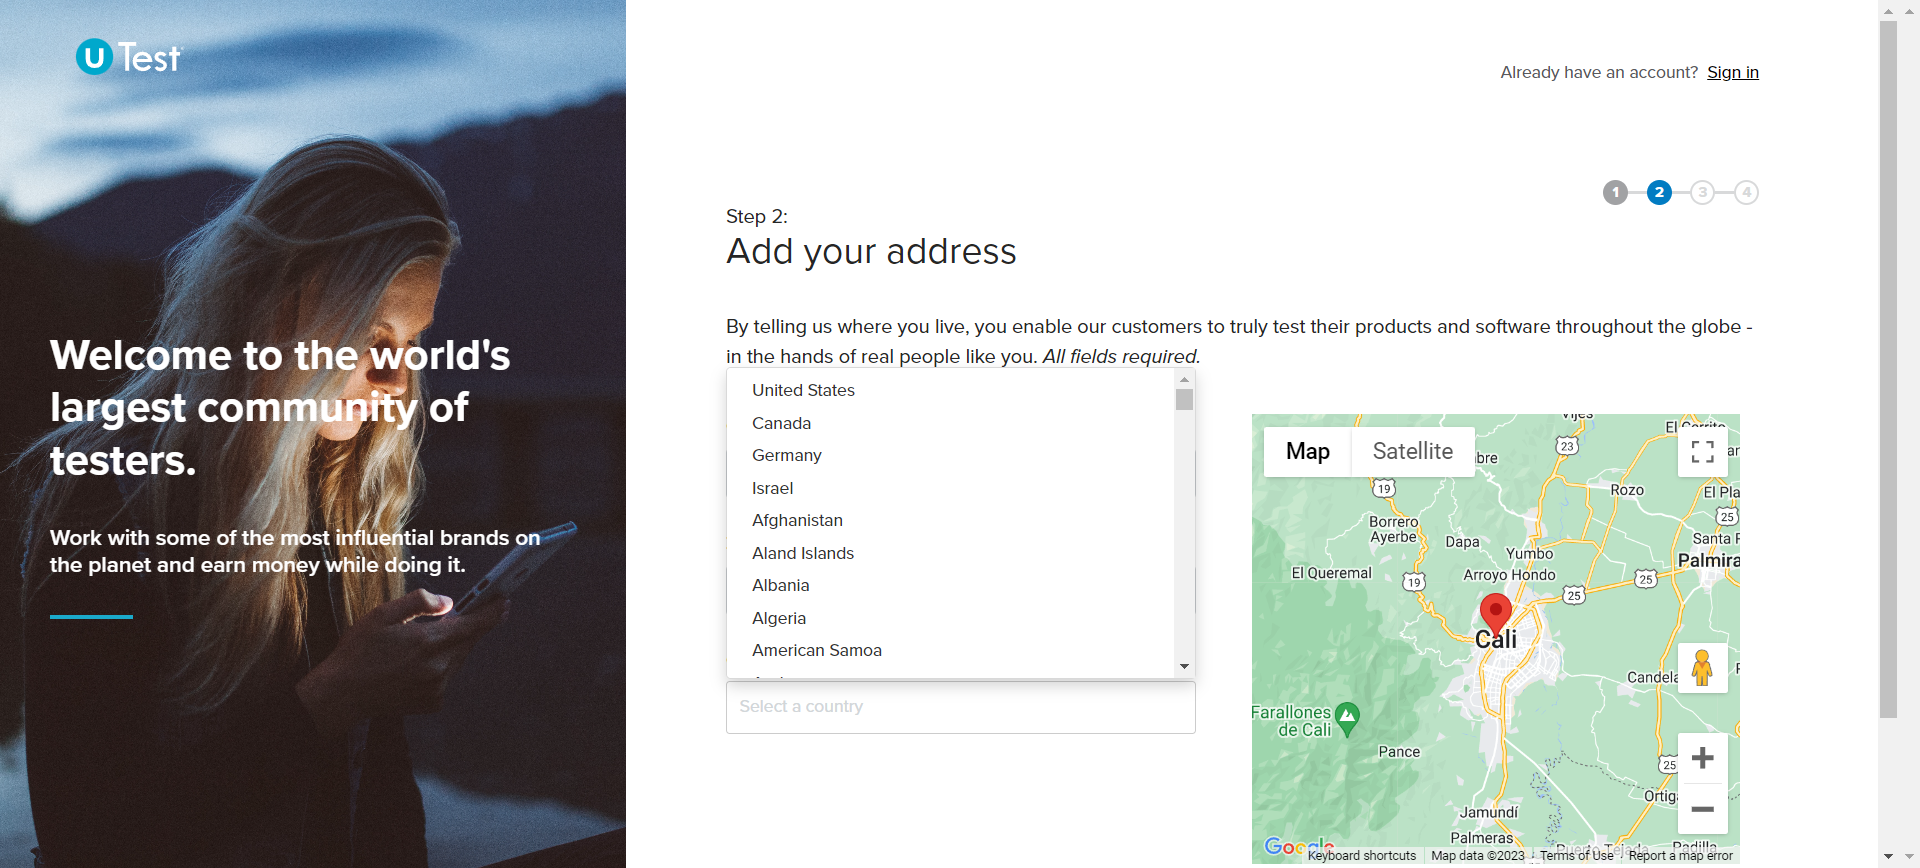 U Test
Already have an account? Sign in
1 2 3 4
Step 2:
Add your address
By telling us where you live, you enable our customers to truly test their products and software throughout the globe -
in the hands of real people like you. All fields required.
Welcome to the world's
largest community of
testers.
Work with some of the most influential brands on
the planet and earn money while doing it.
United States
Canada
Germany
Israel
Afghanistan
Aland Islands
Albania
Algeria
American Samoa
Select a country
Map Satellite
Vijes
El Cerrito
23
19
Rozo
El Pla
25
Borrero
Ayerbe
Dapa
Yumbo
Santa
Palmira
El Queremal
19
Arroyo Hondo
25
25
Cali
Candela
Farallones
de Cali
Pance
25
Ortig
Jamundí
Palmeras
Puerto Tejada
Padilla
Google
Keyboard shortcuts Map data ©2023 Terms of Use Report a map error